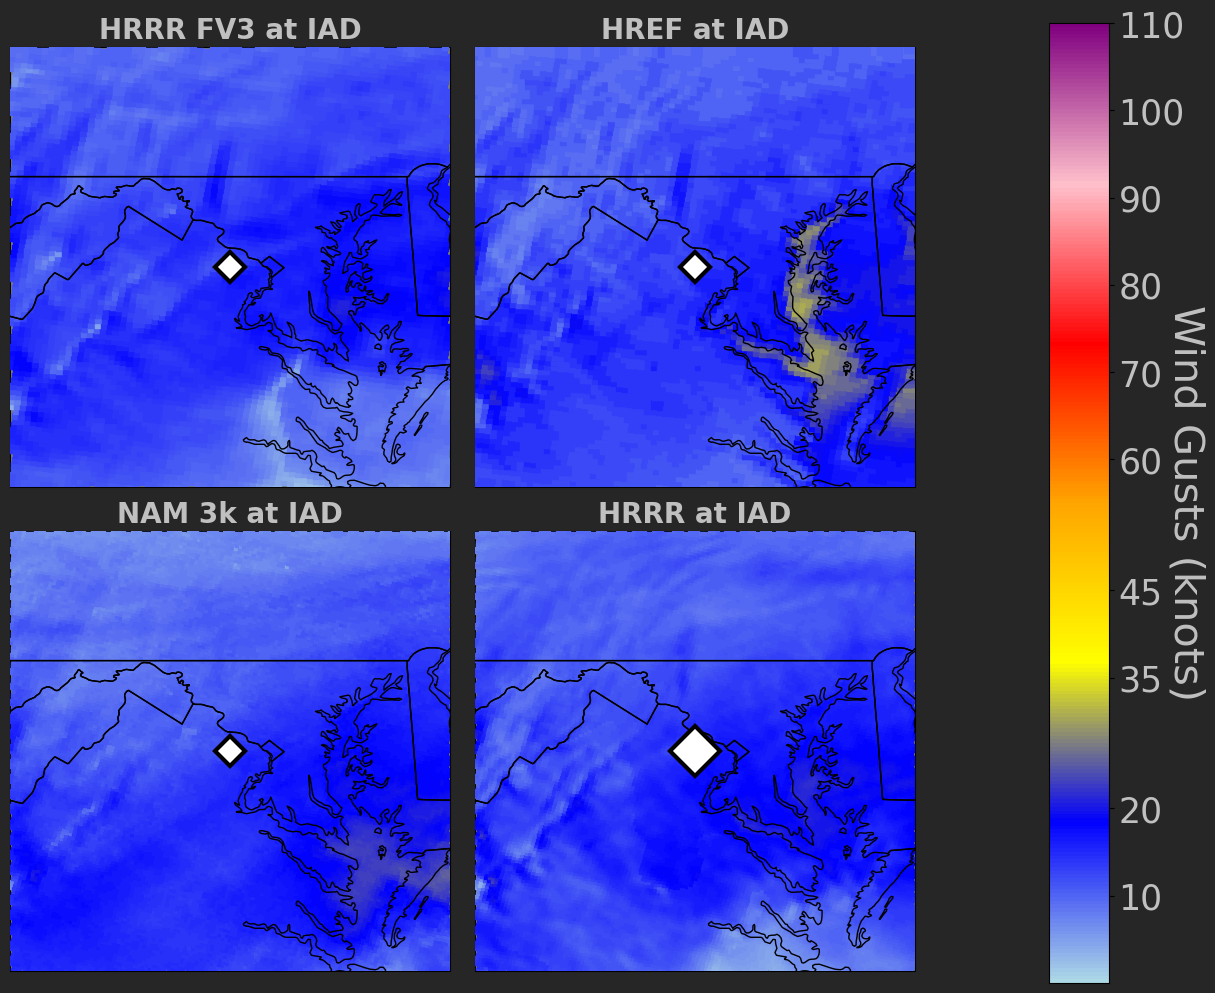 HRRR FV3 at IAD
HREF at IAD
NAM 3k at IAD
HRRR at IAD
110
100
90
80
70
60
45
35
20
10
Wind Gusts (knots)